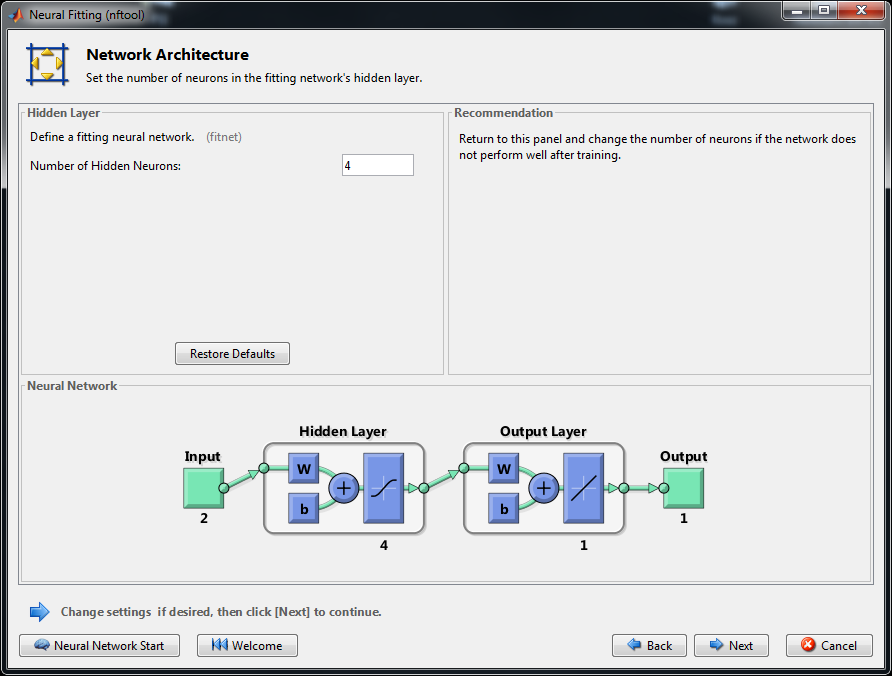 Neural Fitting (nftool)
Network Architecture
Set the number of neurons in the fitting network's hidden layer.
Hidden Layer
Define a fitting neural network. (fitnet)
Number of Hidden Neurons:
4
Restore Defaults
Recommendation
Return to this panel and change the number of neurons if the network does
not perform well after training.
Neural Network
Hidden Layer
Output Layer
Input
Output
W
b
+
W
b
+
2
4
1
1
Change settings if desired, then click [Next] to continue.
Neural Network Start
Welcome
Back
Next
Cancel